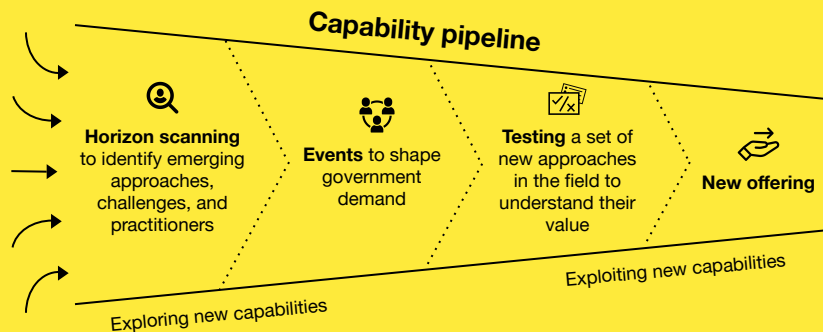 Capability pipeline
Horizon scanning
to identify emerging
approaches,
challenges, and
practitioners
Events to shape
government
demand
Testing a set of
new approaches
in the field to
understand their
value
New offering
Exploring new capabilities
Exploiting new capabilities